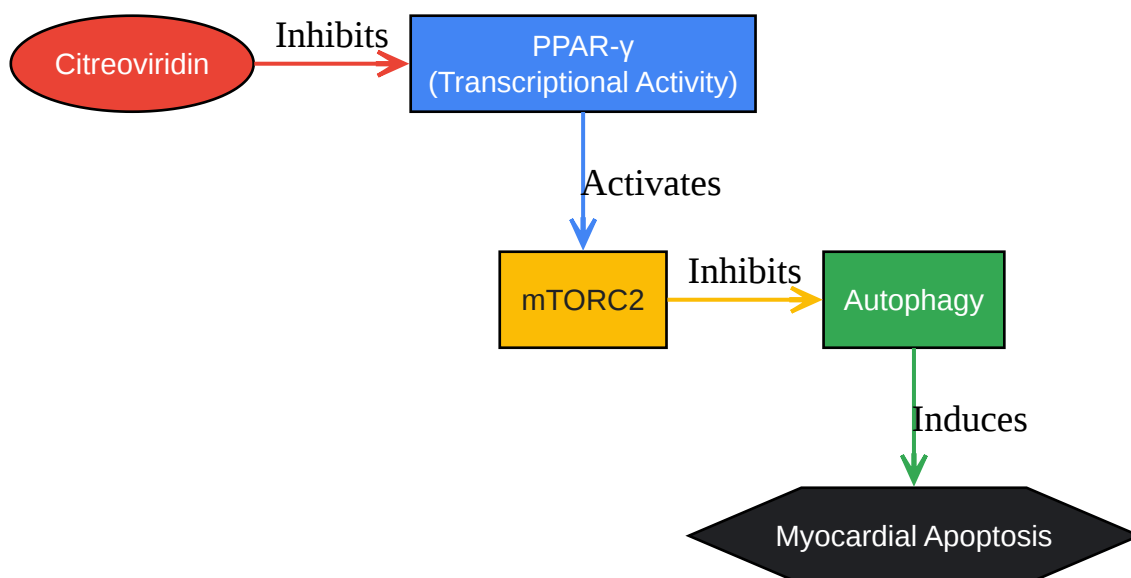 Citreoviridin
Inhibits
PPAR-γ
(Transcriptional Activity)
Activates
mTORC2
Inhibits
Autophagy
Induces
Myocardial Apoptosis